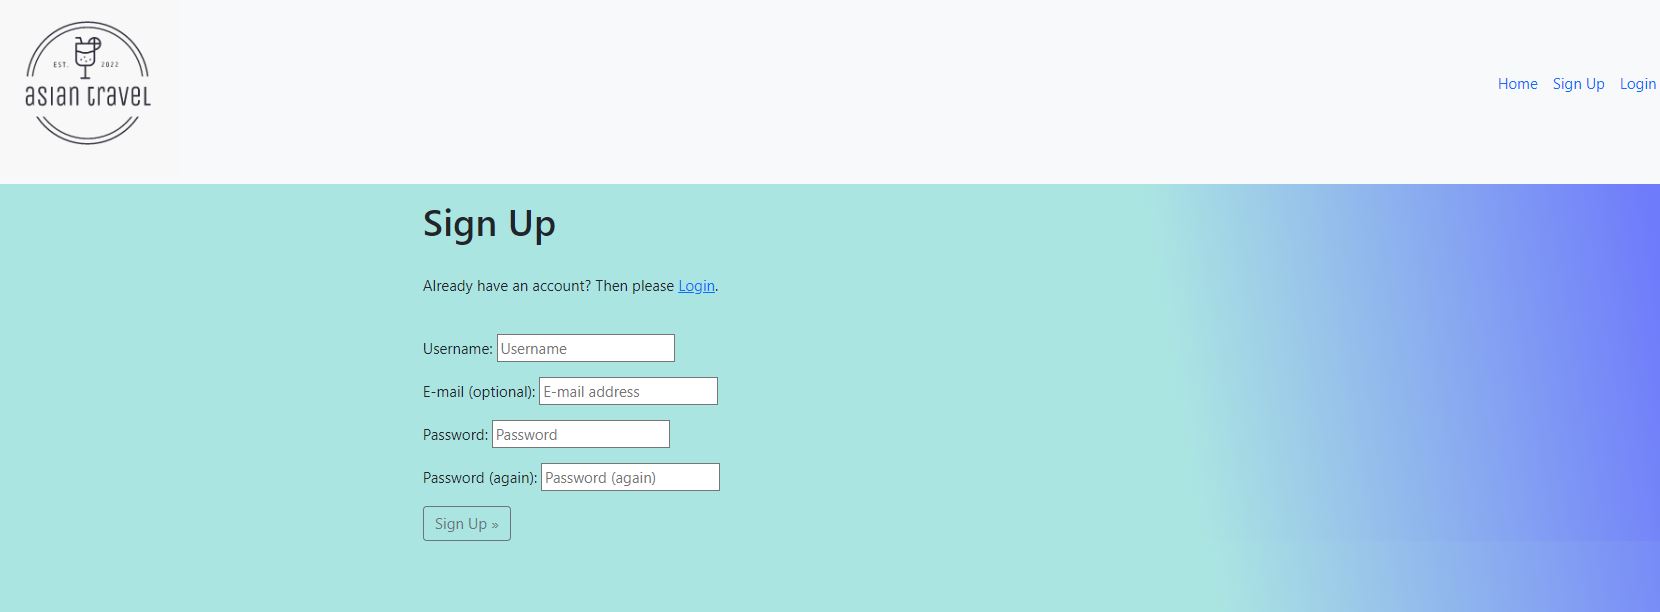 EST. 2022
asian travel
Home Sign Up Login
Sign Up
Already have an account? Then please Login.
Username: Username
E-mail (optional): E-mail address
Password: Password
Password (again): Password (again)
Sign Up »